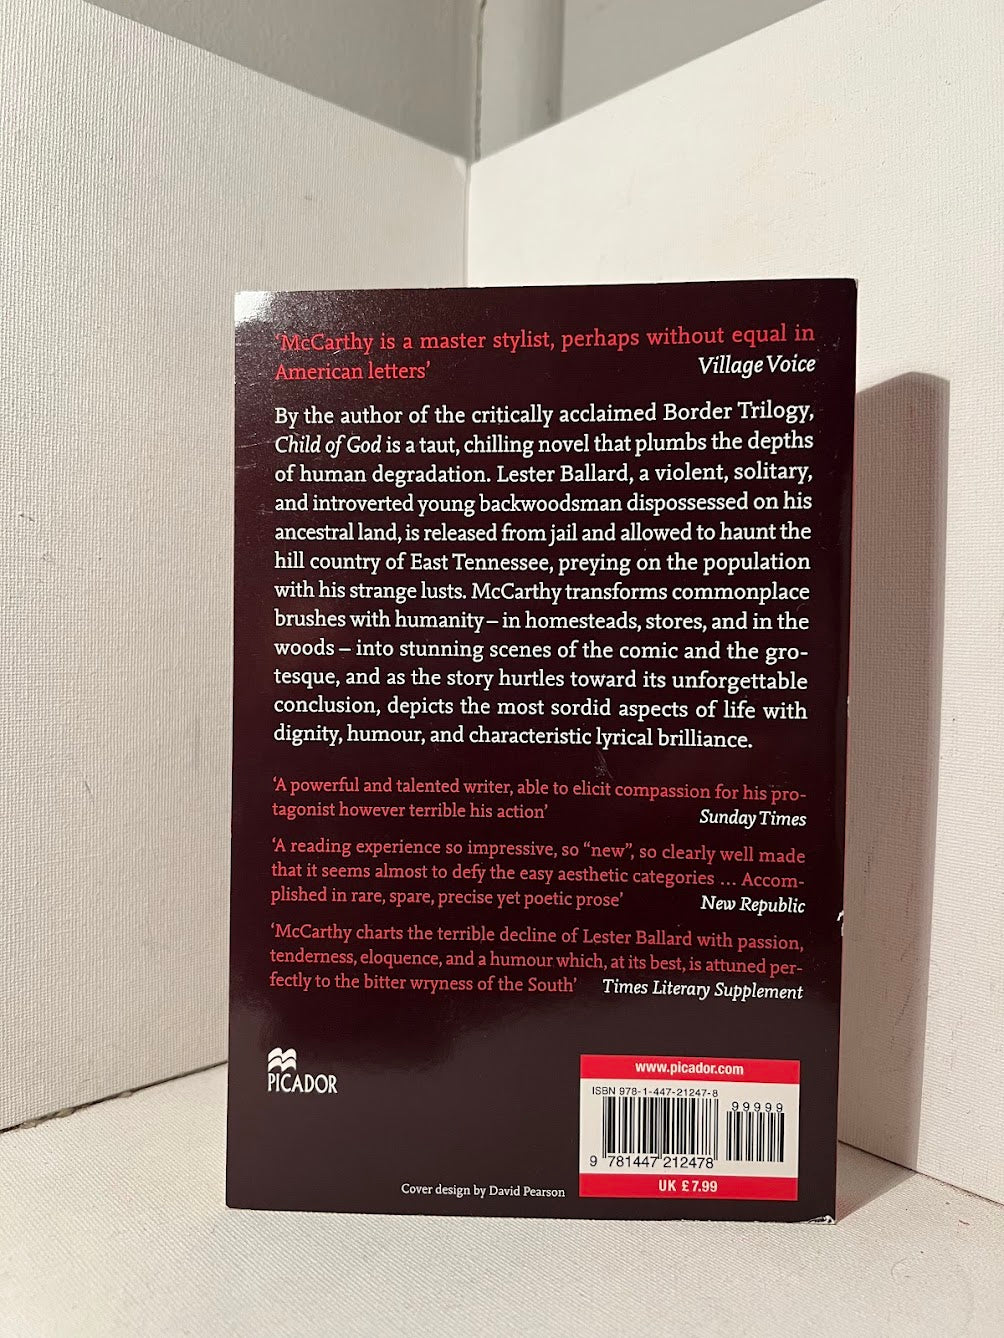 ‘McCarthy is a master stylist, perhaps without equal in
American letters’ Village Voice
By the author of the critically acclaimed Border Trilogy,
Child of God is a taut, chilling novel that plumbs the depths
of human degradation. Lester Ballard, a violent, solitary,
and introverted young backwoodsman dispossessed on his
ancestral land, is released from jail and allowed to haunt the
hill country of East Tennessee, preying on the population
with his strange lusts. McCarthy transforms commonplace
brushes with humanity – in homesteads, stores, and in the
woods – into stunning scenes of the comic and the gro-
tesque, and as the story hurtles toward its unforgettable
conclusion, depicts the most sordid aspects of life with
dignity, humour, and characteristic lyrical brilliance.
‘A powerful and talented writer, able to elicit compassion for his pro-
tagonist however terrible his action’ Sunday Times
‘A reading experience so impressive, so “new”, so clearly well made
that it seems almost to defy the easy aesthetic categories ... Accom-
plished in rare, spare, precise yet poetic prose’ New Republic
‘McCarthy charts the terrible decline of Lester Ballard with passion,
tenderness, eloquence, and a humour which, at its best, is attuned per-
fectly to the bitter wryness of the South’ Times Literary Supplement
PICADOR
www.picador.com
ISBN 978-1-447-21247-8
99999
9 781447 212478
UK £7.99
Cover design by David Pearson